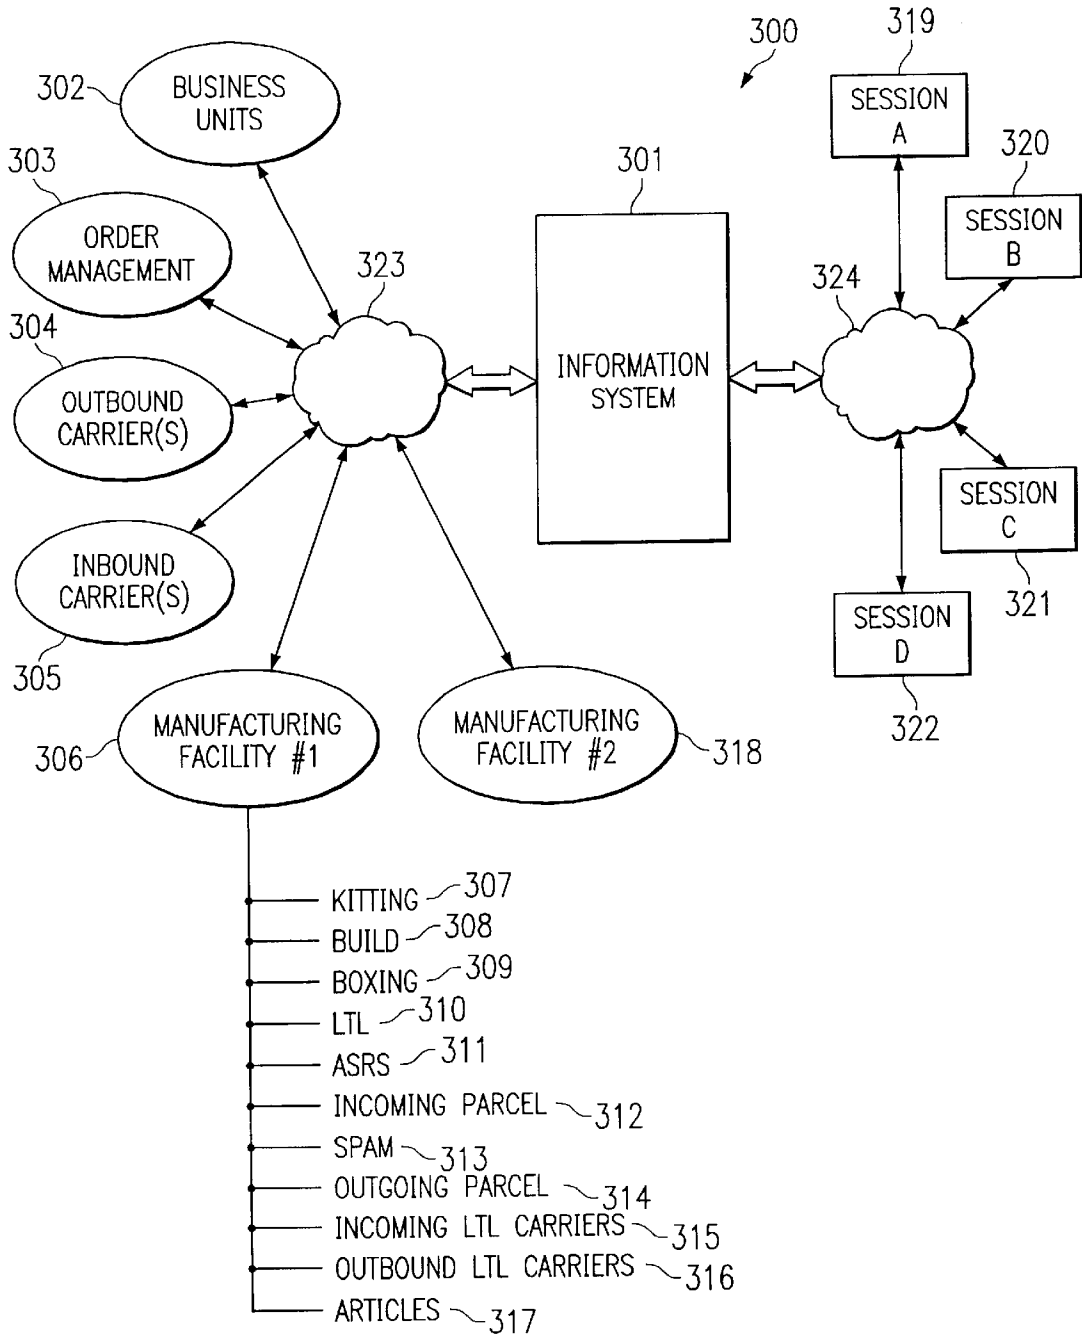 300
319
SESSION
A
302
BUSINESS
UNITS
320
SESSION
B
303
ORDER
MANAGEMENT
301
INFORMATION
SYSTEM
323
324
304
OUTBOUND
CARRIER(S)
INBOUND
CARRIER(S)
305
SESSION
C
321
SESSION
D
322
306
MANUFACTURING
FACILITY #1
MANUFACTURING
FACILITY #2
318
KITTING 307
BUILD 308
BOXING 309
LTL 310
ASRS 311
INCOMING PARCEL 312
SPAM 313
OUTGOING PARCEL 314
INCOMING LTL CARRIERS 315
OUTBOUND LTL CARRIERS 316
ARTICLES 317